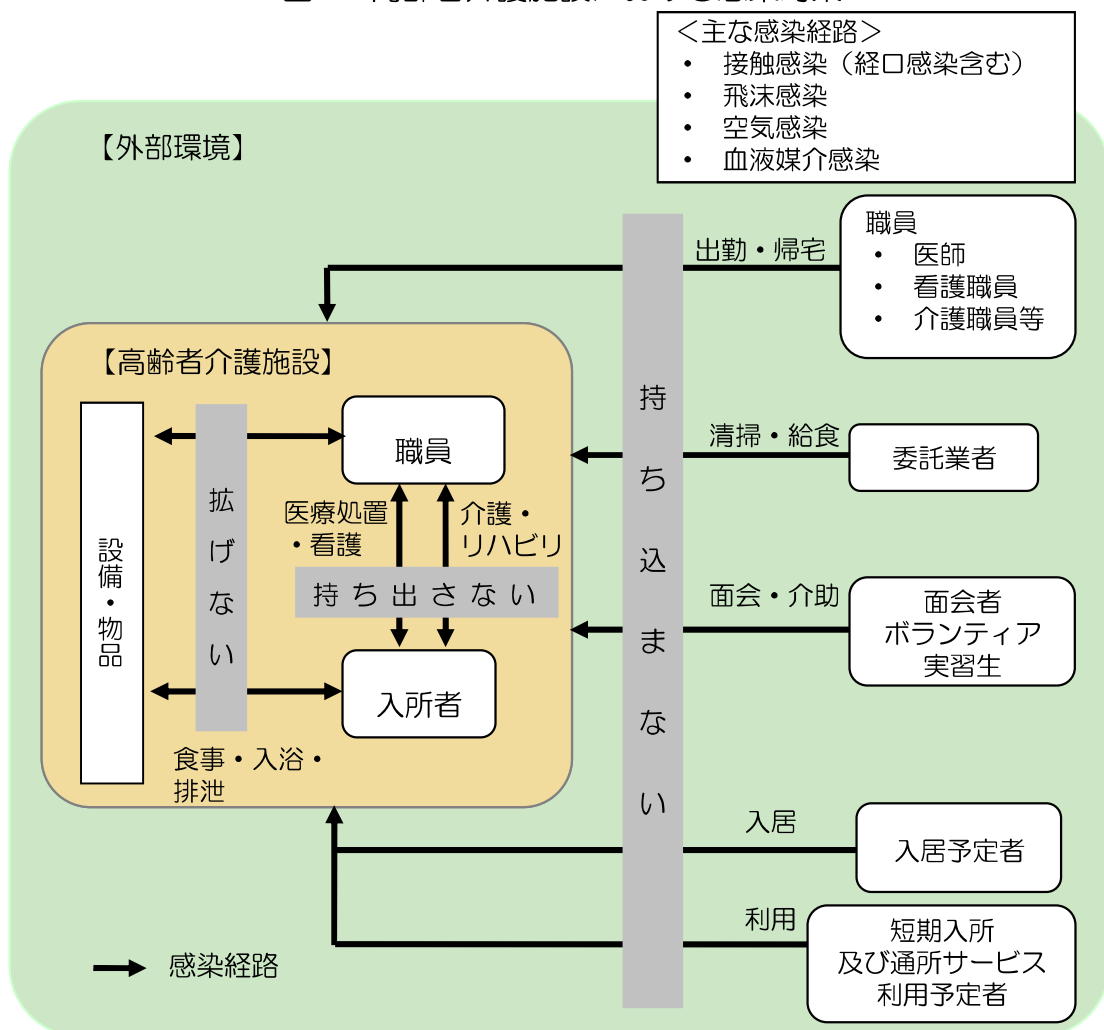 ＜主な感染経路＞
・ 接触感染（経口感染含む）
・ 飛沫感染
・ 空気感染
・ 血液媒介感染
【外部環境】
職員
・ 医師
・ 看護職員
・ 介護職員等
出勤・帰宅
【高齢者介護施設】
持ち込まない
清掃・給食
委託業者
職員
拡げない
設備・物品
医療処置
・看護
介護・
リハビリ
持ち出さない
面会・介助
面会者
ボランティア
実習生
入所者
食事・入浴・
排泄
入居
入居予定者
利用
短期入所
及び通所サービス
利用予定者
感染経路